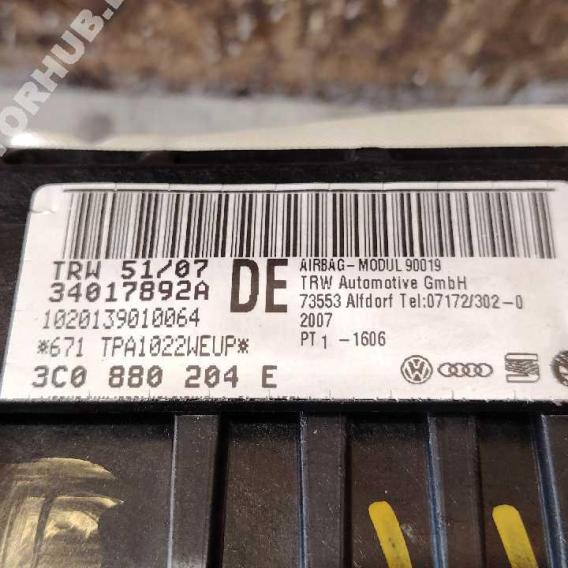 TRW 51/07
34017892A
1020139010064
*671 TPA1022WEUP*
3C0 880 204 E
DE
AIRBAG-MODUL 90019
TRW Automotive GmbH
73553 Alfdorf Tel:07172/302-0
2007
PT 1 -1606